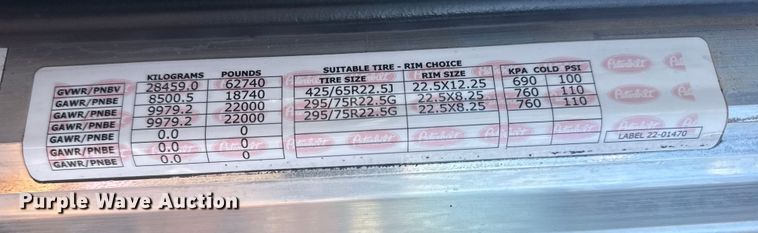 KILOGRAMS POUNDS SUITABLE TIRE - RIM CHOICE
TIRE SIZE RIM SIZE KPA COLD PSI
GVWR/PNBV 28459.0 62740
GAWR/PNBE 8500.5 18740 425/65R22.5J 22.5X12.25 690 100
GAWR/PNBE 9979.2 22000 295/75R22.5G 22.5X8.25 760 110
GAWR/PNBE 9979.2 22000 295/75R22.5G 22.5X8.25 760 110
GAWR/PNBE 0.0 0
GAWR/PNBE 0.0 0
GAWR/PNBE 0.0 0
LABEL 22-01470
Peterbilt
Purple Wave Auction